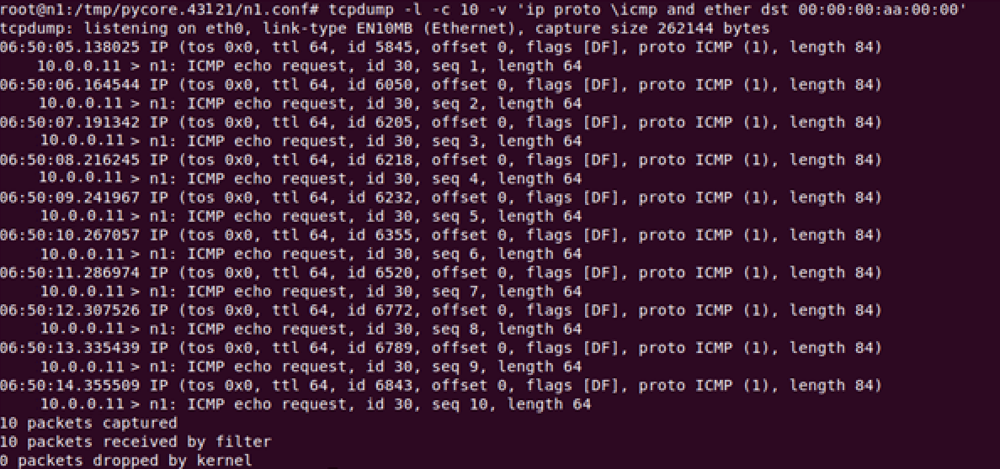 root@n1:/tmp/pycore.43121/n1.conf# tcpdump -l -c 10 -v 'ip proto \icmp and ether dst 00:00:00:aa:00:00'
tcpdump: listening on eth0, link-type EN10MB (Ethernet), capture size 262144 bytes
06:50:05.138025 IP (tos 0x0, ttl 64, id 5845, offset 0, flags [DF], proto ICMP (1), length 84)
    10.0.0.11 > n1: ICMP echo request, id 30, seq 1, length 64
06:50:06.164544 IP (tos 0x0, ttl 64, id 6050, offset 0, flags [DF], proto ICMP (1), length 84)
    10.0.0.11 > n1: ICMP echo request, id 30, seq 2, length 64
06:50:07.191342 IP (tos 0x0, ttl 64, id 6205, offset 0, flags [DF], proto ICMP (1), length 84)
    10.0.0.11 > n1: ICMP echo request, id 30, seq 3, length 64
06:50:08.216245 IP (tos 0x0, ttl 64, id 6218, offset 0, flags [DF], proto ICMP (1), length 84)
    10.0.0.11 > n1: ICMP echo request, id 30, seq 4, length 64
06:50:09.241967 IP (tos 0x0, ttl 64, id 6232, offset 0, flags [DF], proto ICMP (1), length 84)
    10.0.0.11 > n1: ICMP echo request, id 30, seq 5, length 64
06:50:10.267057 IP (tos 0x0, ttl 64, id 6355, offset 0, flags [DF], proto ICMP (1), length 84)
    10.0.0.11 > n1: ICMP echo request, id 30, seq 6, length 64
06:50:11.286974 IP (tos 0x0, ttl 64, id 6520, offset 0, flags [DF], proto ICMP (1), length 84)
    10.0.0.11 > n1: ICMP echo request, id 30, seq 7, length 64
06:50:12.307526 IP (tos 0x0, ttl 64, id 6772, offset 0, flags [DF], proto ICMP (1), length 84)
    10.0.0.11 > n1: ICMP echo request, id 30, seq 8, length 64
06:50:13.335439 IP (tos 0x0, ttl 64, id 6789, offset 0, flags [DF], proto ICMP (1), length 84)
    10.0.0.11 > n1: ICMP echo request, id 30, seq 9, length 64
06:50:14.355509 IP (tos 0x0, ttl 64, id 6843, offset 0, flags [DF], proto ICMP (1), length 84)
    10.0.0.11 > n1: ICMP echo request, id 30, seq 10, length 64
10 packets captured
10 packets received by filter
0 packets dropped by kernel